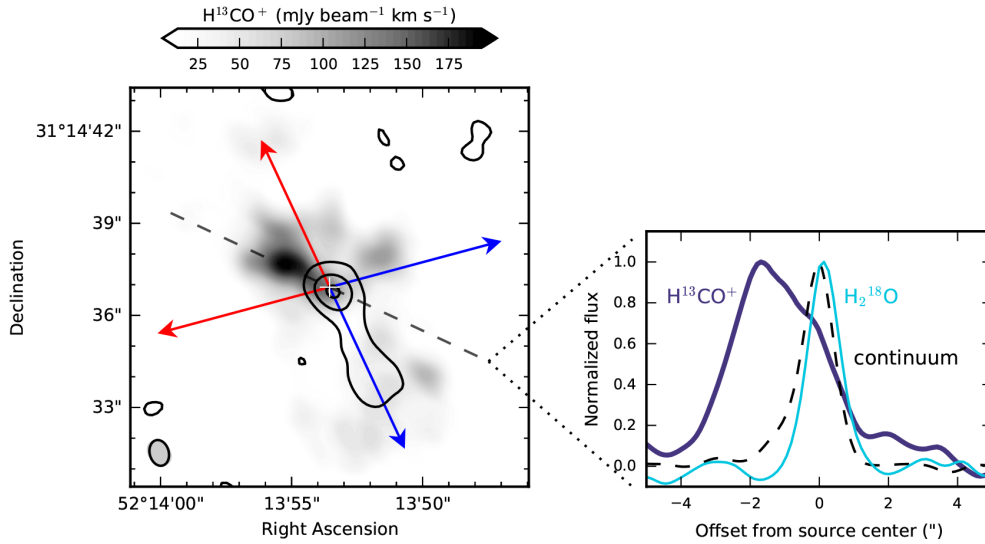 H¹³CO⁺ (mJy beam⁻¹ km s⁻¹)
25 50 75 100 125 150 175
31°14'42"
39"
36"
33"
Declination
52°14'00" 13'55" 13'50"
Right Ascension
1.0
0.8
0.6
0.4
0.2
0.0
Normalized flux
H¹³CO⁺
H₂¹⁸O
continuum
−4 −2 0 2 4
Offset from source center (")